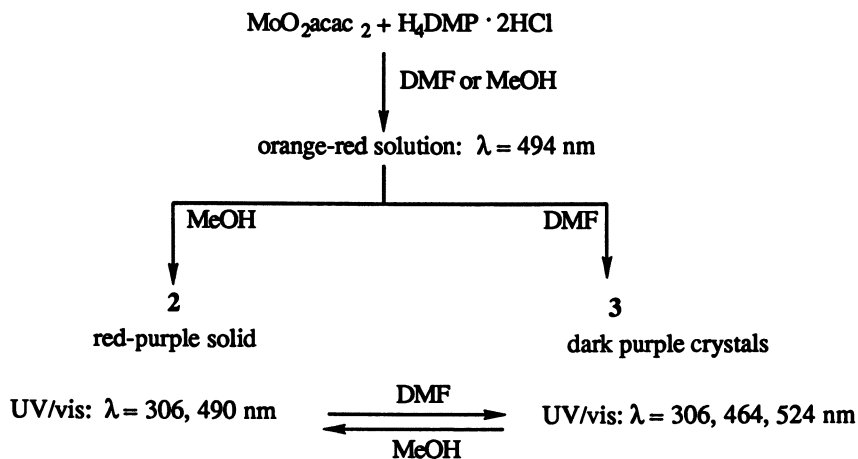 MoO₂acac ₂ + H₄DMP · 2HCl
DMF or MeOH
orange-red solution: λ = 494 nm
MeOH
DMF
2
3
red-purple solid
dark purple crystals
UV/vis: λ = 306, 490 nm
DMF
MeOH
UV/vis: λ = 306, 464, 524 nm